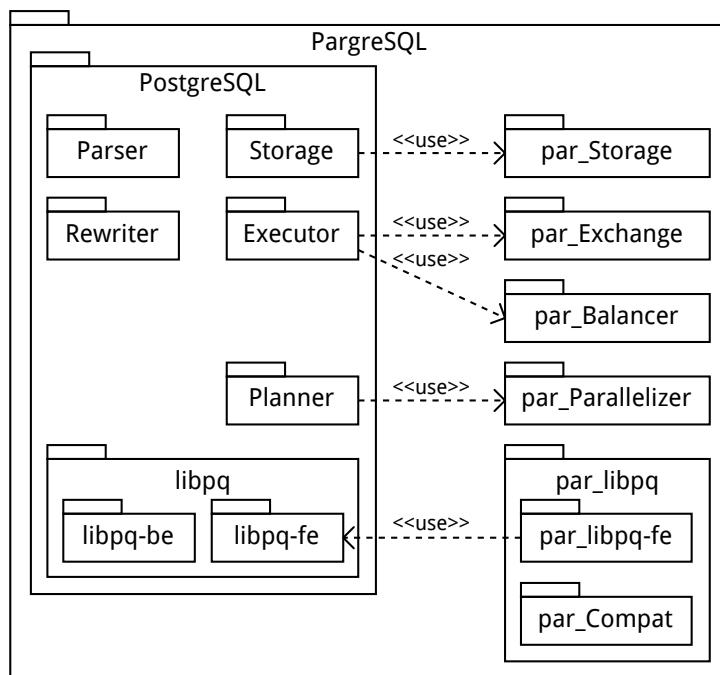 PargreSQL
PostgreSQL
Parser
Storage
<<use>>
par_Storage
Rewriter
Executor
<<use>>
par_Exchange
<<use>>
par_Balancer
Planner
<<use>>
par_Parallelizer
libpq
par_libpq
libpq-be
libpq-fe
<<use>>
par_libpq-fe
par_Compat